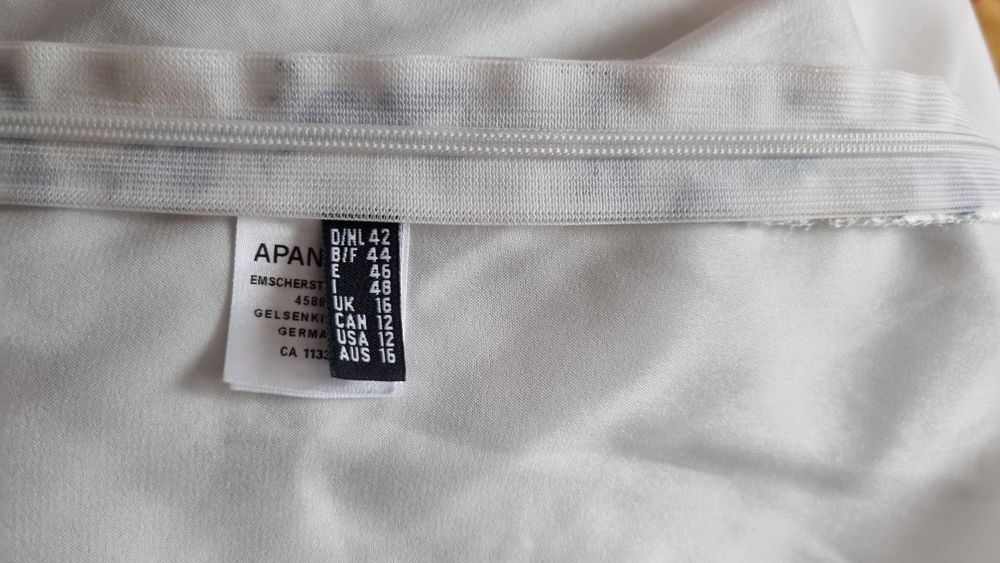 APAN
EMSCHERST
458
GELSENKI
GERMA
CA 1133
D/NL 42
B/F 44
E 46
I 48
UK 16
CAN 12
USA 12
AUS 16